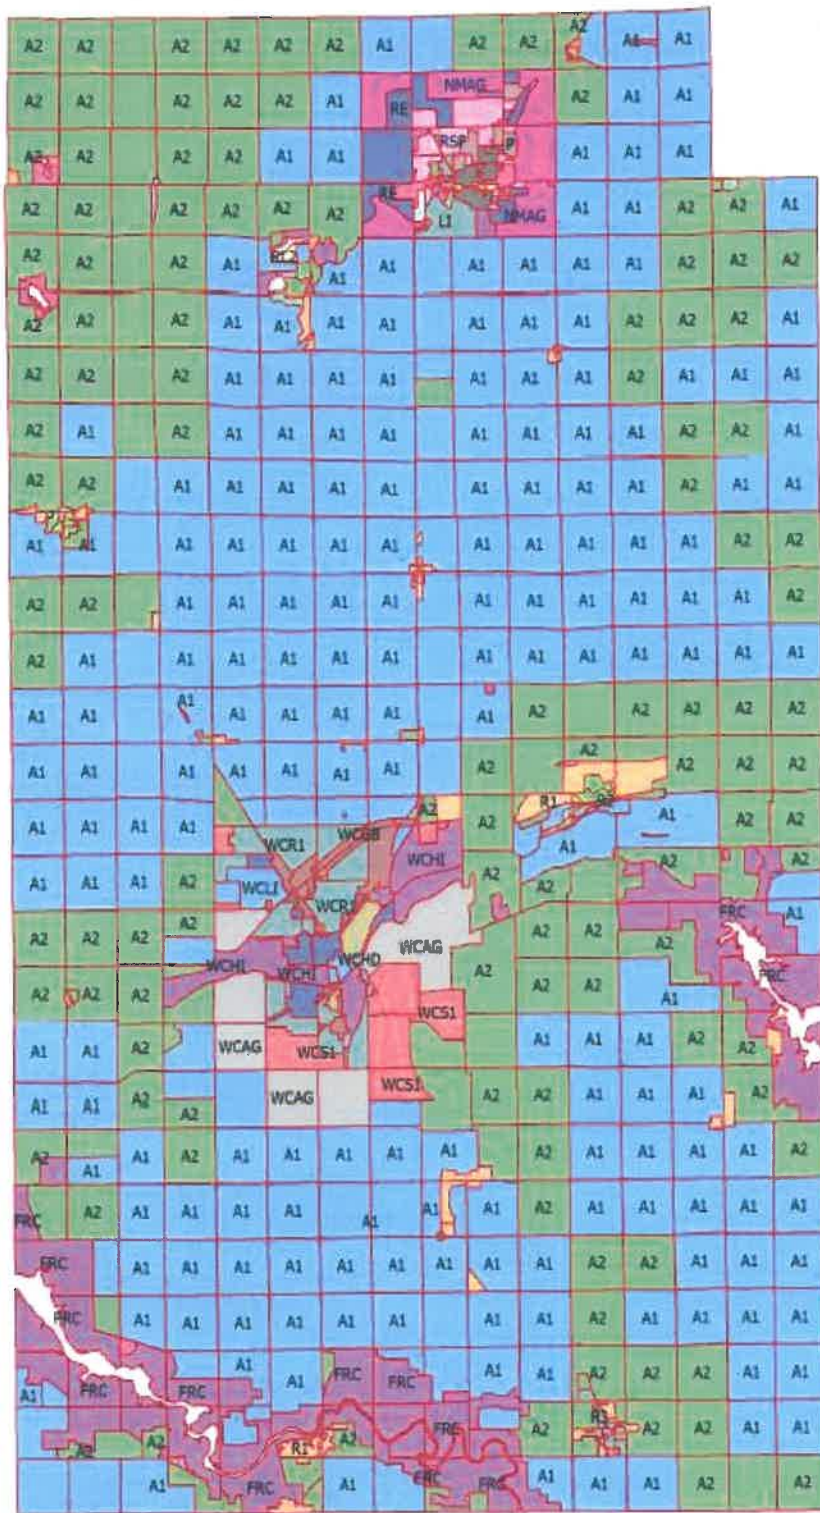 A2 A2 A2 A2 A2 A2 A1 A2 A2 A2 A1 A1
A2 A2 A2 A2 A2 A1 RE NMAG A2 A1 A1
A2 A2 A2 A2 A1 A1 RSP P A1 A1 A1
A2 A2 A2 A2 A2 A2 RE LI NMAG A1 A1 A2 A2 A1
A2 A2 A2 A1 A1 A1 A1 A1 A1 A1 A2 A2 A2
A2 A2 A2 A1 A1 A1 A1 A1 A1 A1 A2 A2 A2 A1
A2 A2 A2 A1 A1 A1 A1 A1 A1 A1 A2 A1 A1 A1
A2 A1 A2 A1 A1 A1 A1 A1 A1 A1 A1 A2 A2 A1
A2 A2 A1 A1 A1 A1 A1 A1 A1 A1 A1 A2 A1 A1
A1 A1 A1 A1 A1 A1 A1 A1 A1 A1 A1 A1 A2 A2
A2 A2 A1 A1 A1 A1 A1 A1 A1 A1 A1 A1 A1 A2
A2 A1 A1 A1 A1 A1 A1 A1 A1 A1 A1 A1 A1 A1
A1 A1 A1 A1 A1 A1 A1 A1 A2 A2 A2 A2 A2
A1 A1 A1 A1 A1 A1 A1 A2 A2 A2 A2 A2
A1 A1 A1 A1 WCR1 WCGB A2 WCHI A2 R1 A1 A1 A2 A2
A1 A1 A1 A2 WCLI WCR1 A2 A2 A2 A2
A2 A2 A2 A2 WCHI WCHI WCHD WCAG A2 A2 A2 FRC A1
A2 A2 A2 WCS1 A2 A2 A2 A1 FRC
A1 A1 A2 WCAG WCS1 A1 A1 A1 A2 A2
A1 A1 A2 A2 WCAG WCS1 A2 A2 A1 A1 A1 A2
A2 A1 A1 A2 A1 A1 A1 A1 A1 A2 A1 A1 A1 A2
FRC A2 A1 A1 A1 A1 A1 A1 A1 A2 A1 A1 A1 A1
FRC A1 A1 A1 A1 A1 A1 A1 A1 A1 A2 A2 A1 A1 A1
FRC A1 A1 A1 A1 A1 A1 A1 A1 A2 A1 A1 A1 A1
A1 FRC FRC A1 A1 FRC FRC A1 A1 A2 A2 A2 A1 A1
A2 A2 R1 A2 FRC A2 R1 A2 A2 A1 A1
A1 FRC A1 FRC FRC A1 A1 A1 A2 A2